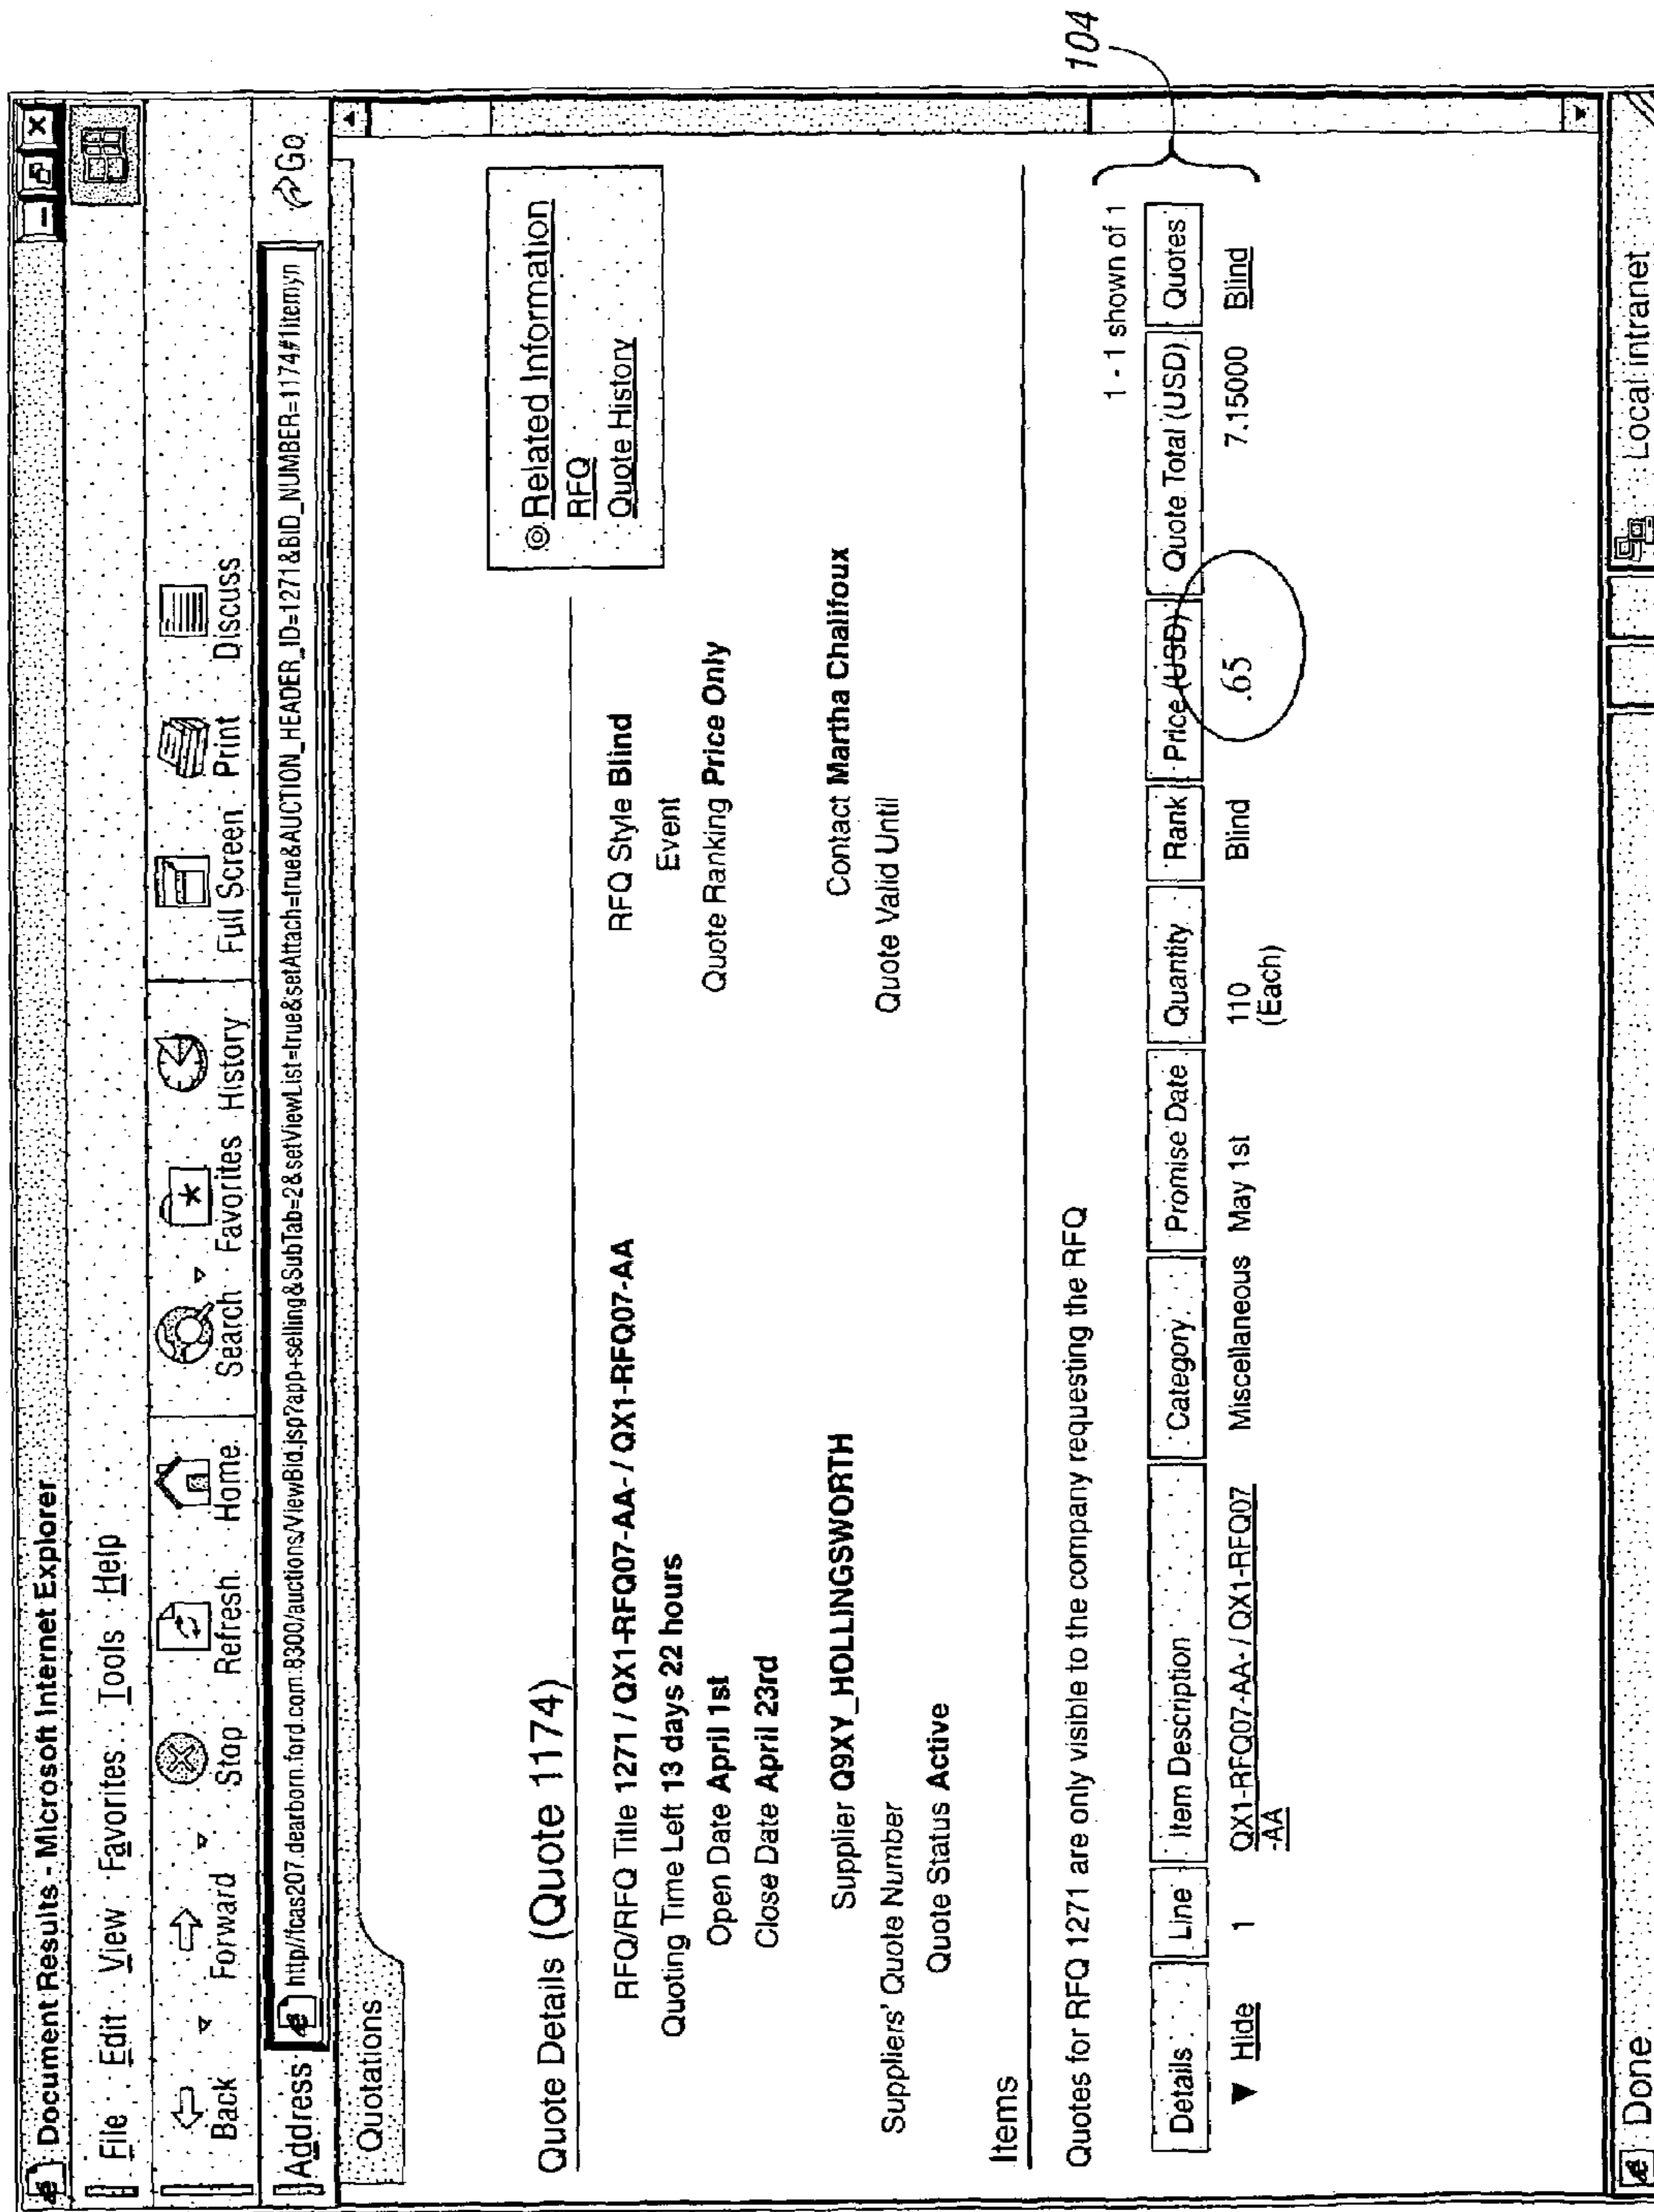 Document Results - Microsoft Internet Explorer
File Edit View Favorites Tools Help
Back Forward Stop Refresh Home Search Favorites History Full Screen Print Discuss
Address http//fcas207.dearborn.ford.com:8300/auctions/ViewBid.jsp?app+selling&SubTab=2&setViewList=true&setAttach=true&AUCTION_HEADER_ID=1271&BID_NUMBER=1174#1itemyn Go
Quotations
Quote Details (Quote 1174)
Related Information
RFQ
Quote History
RFQ/RFQ Title 1271 / QX1-RFQ07-AA- / QX1-RFQ07-AA RFQ Style Blind
Quoting Time Left 13 days 22 hours Event
Open Date April 1st Quote Ranking Price Only
Close Date April 23rd
Supplier Q9XY_HOLLINGSWORTH Contact Martha Chalifoux
Suppliers' Quote Number Quote Valid Until
Quote Status Active
Items
Quotes for RFQ 1271 are only visible to the company requesting the RFQ
1 - 1 shown of 1
104
Details Line Item Description Category Promise Date Quantity Rank Price (USD) Quote Total (USD) Quotes
▼ Hide 1 QX1-RFQ07-AA- / QX1-RFQ07 Miscellaneous May 1st 110 Blind .65 7.15000 Blind
-AA (Each)
Done Local intranet